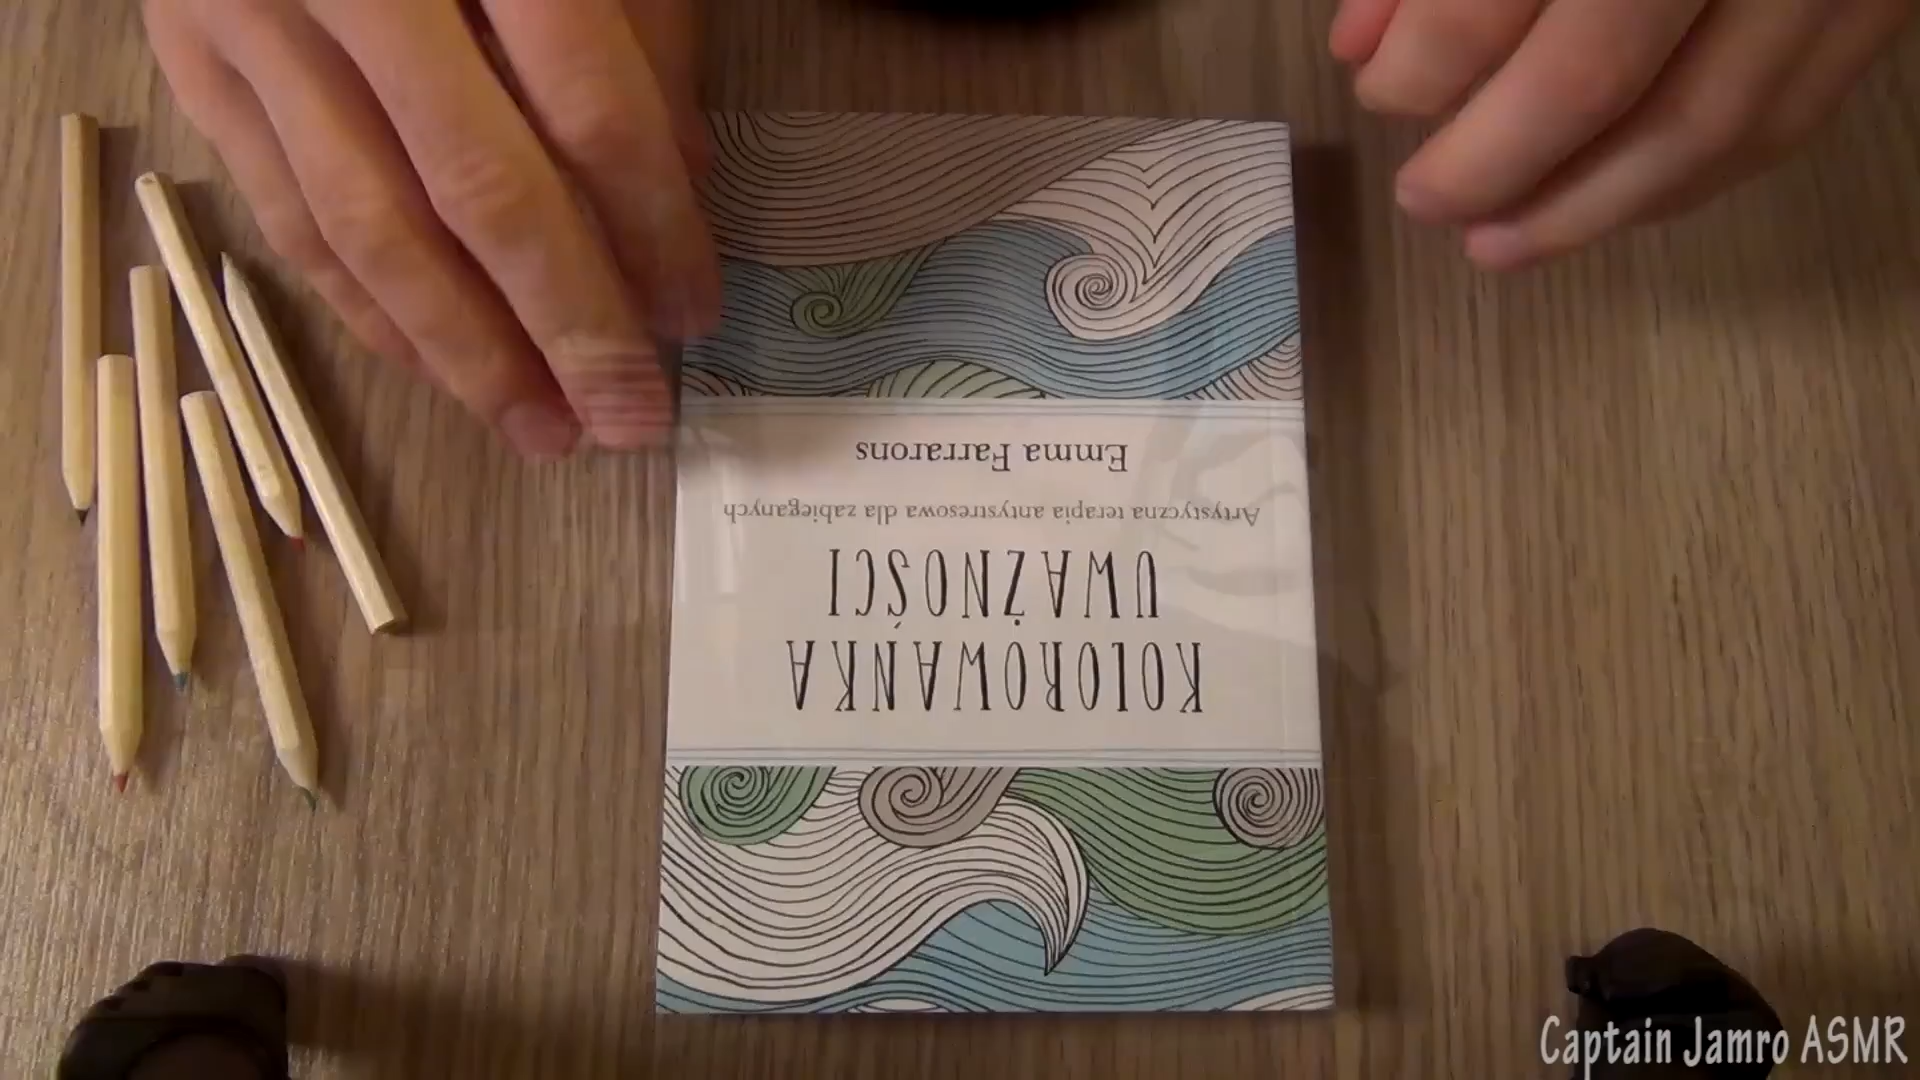 KOLOROWANKA
UWAŻNOŚCI
Artystyczna terapia antystresowa dla zabieganych
Emma Farrarons
Captain Jamro ASMR